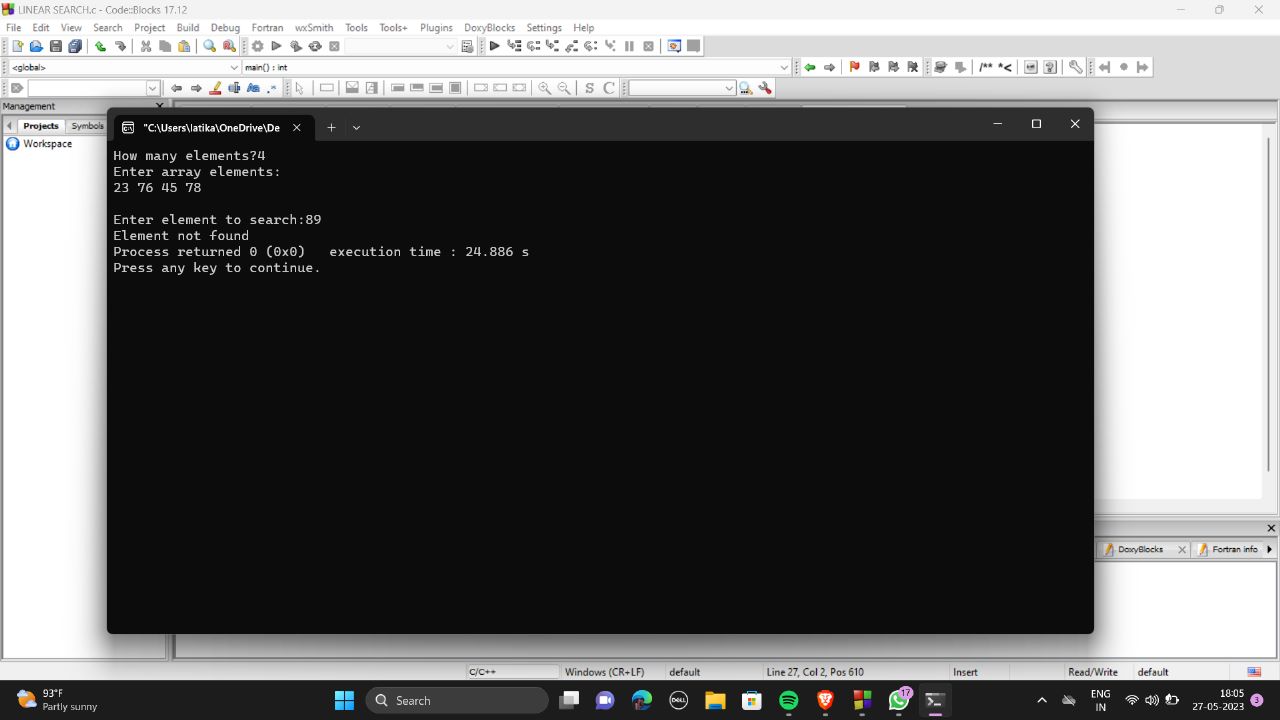 LINEAR SEARCH.c - Code::Blocks 17.12
File Edit View Search Project Build Debug Fortran wxSmith Tools Tools+ Plugins DoxyBlocks Settings Help
<global> main() : int
/** *<
S C
Management
Projects Symbols
Workspace
"C:\Users\latika\OneDrive\De
How many elements?4
Enter array elements:
23 76 45 78
Enter element to search:89
Element not found
Process returned 0 (0x0)   execution time : 24.886 s
Press any key to continue.
DoxyBlocks Fortran info
C/C++ Windows (CR+LF) default Line 27, Col 2, Pos 610 Insert Read/Write default
93°F
Partly sunny
Search
DELL
17
ENG
IN
18:05
27-05-2023
3